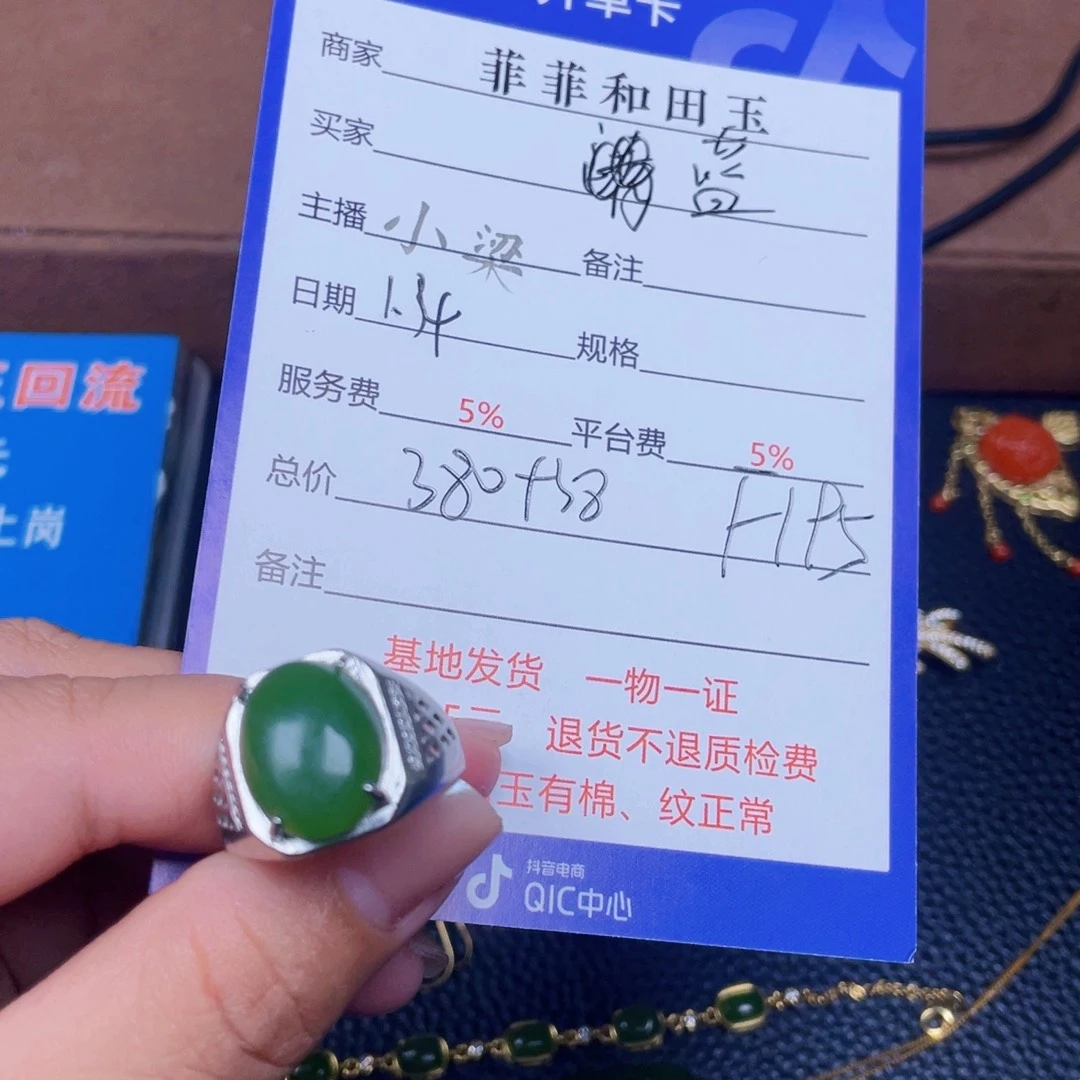 商家 菲菲和田玉
买家
主播 小梁 备注
日期 1.34 规格
服务费 5% 平台费 5%
总价 380+38
备注
基地发货 一物一证
退货不退质检费
玉有棉、纹正常
抖音电商
QIC中心
回流
土岗